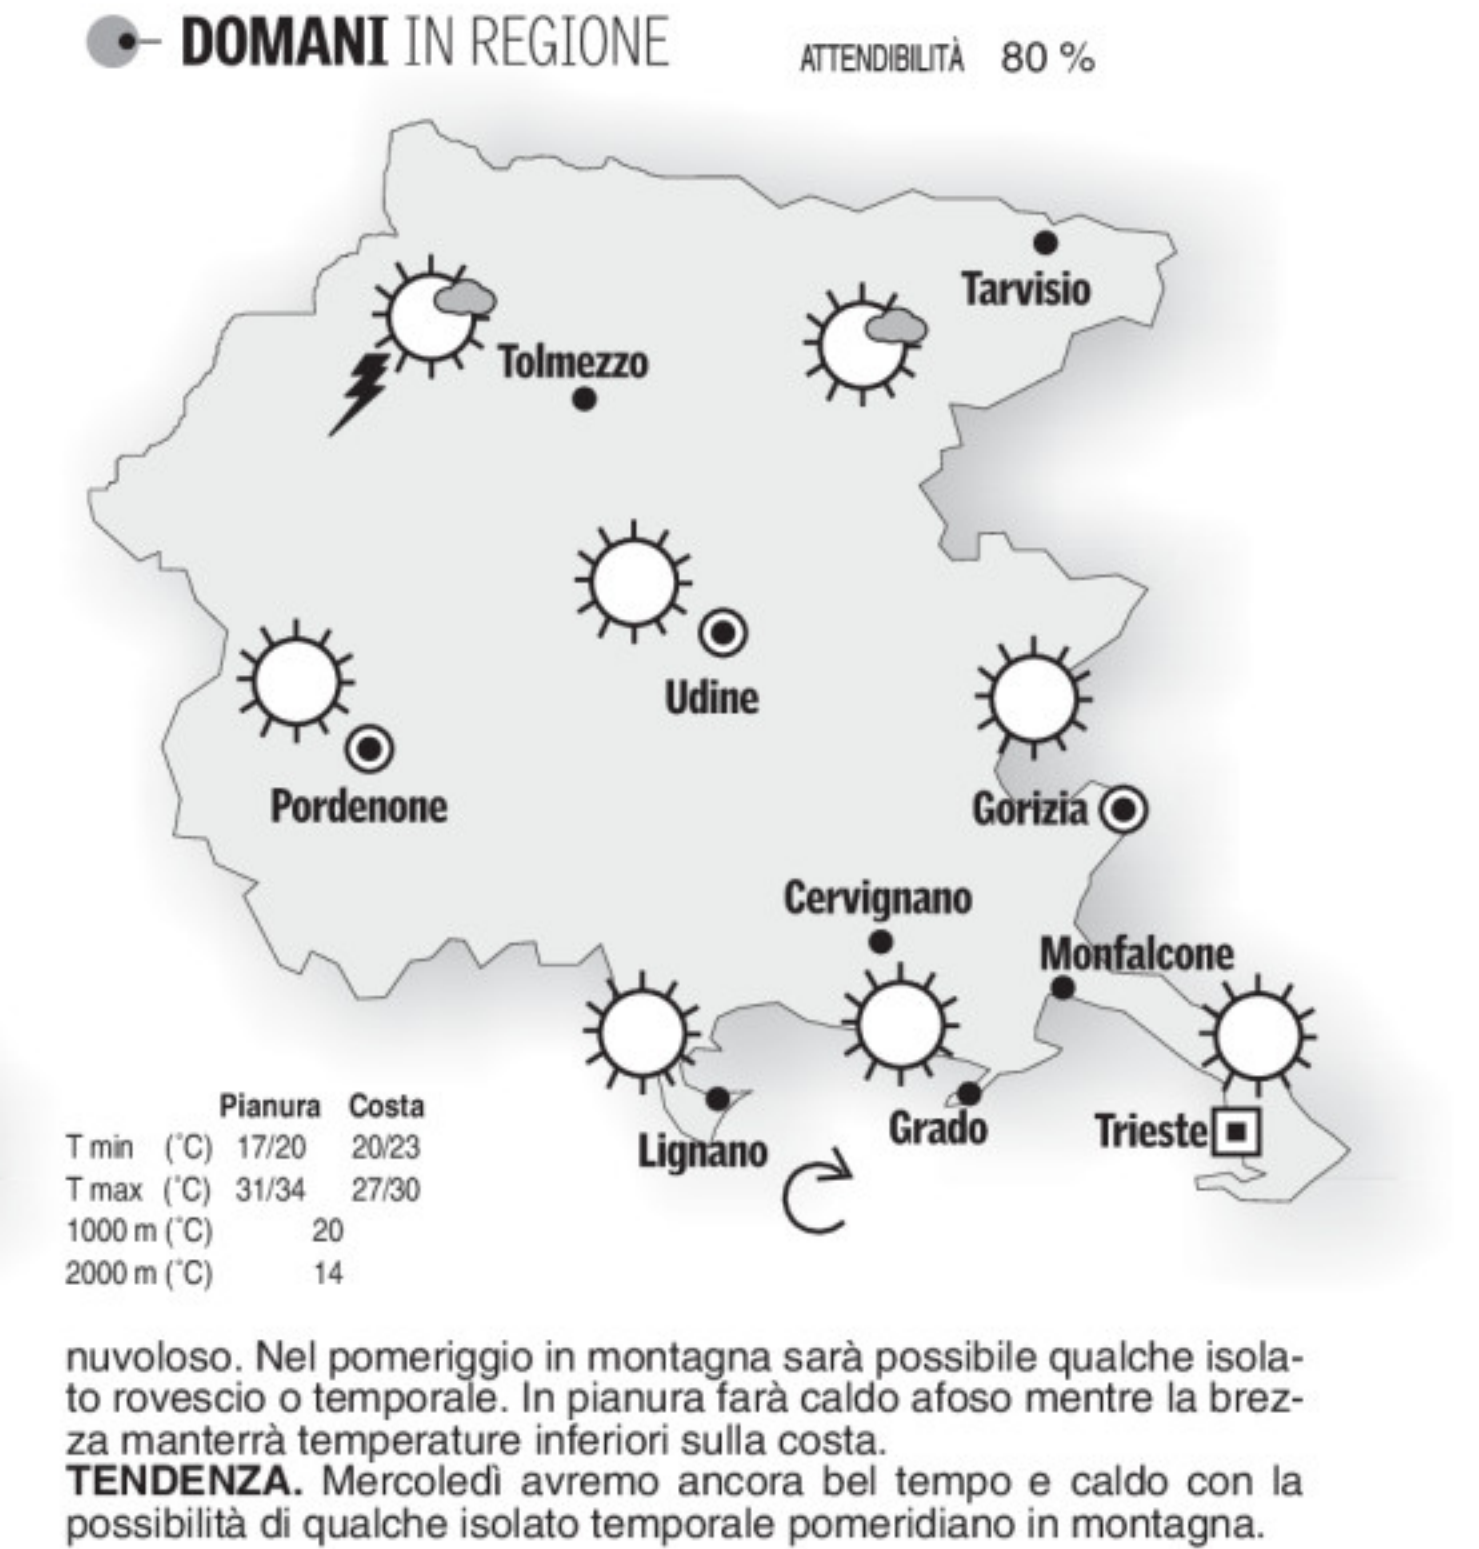 DOMANI IN REGIONE ATTENDIBILITÀ 80 %
Tarvisio
Tolmezzo
Udine
Pordenone
Gorizia
Cervignano
Monfalcone
Grado
Trieste
Lignano
Pianura Costa
T min (°C) 17/20 20/23
T max (°C) 31/34 27/30
1000 m (°C) 20
2000 m (°C) 14
nuvoloso. Nel pomeriggio in montagna sarà possibile qualche isola-
to rovescio o temporale. In pianura farà caldo afoso mentre la brez-
za manterrà temperature inferiori sulla costa.
TENDENZA. Mercoledì avremo ancora bel tempo e caldo con la
possibilità di qualche isolato temporale pomeridiano in montagna.